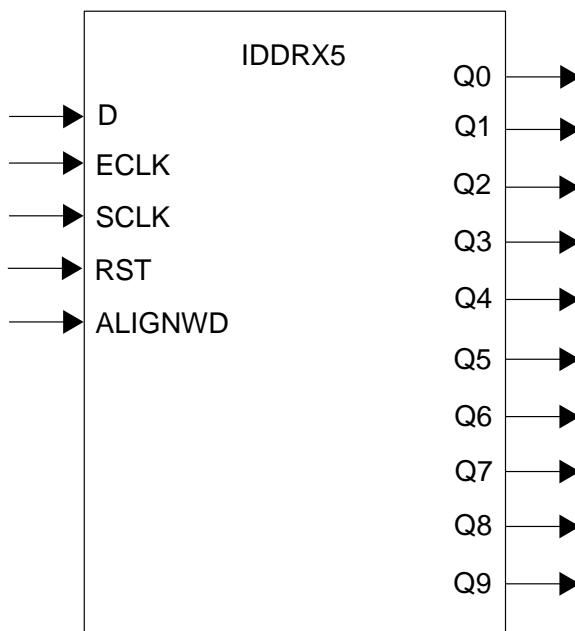 IDDRX5
D
ECLK
SCLK
RST
ALIGNWD
Q0
Q1
Q2
Q3
Q4
Q5
Q6
Q7
Q8
Q9